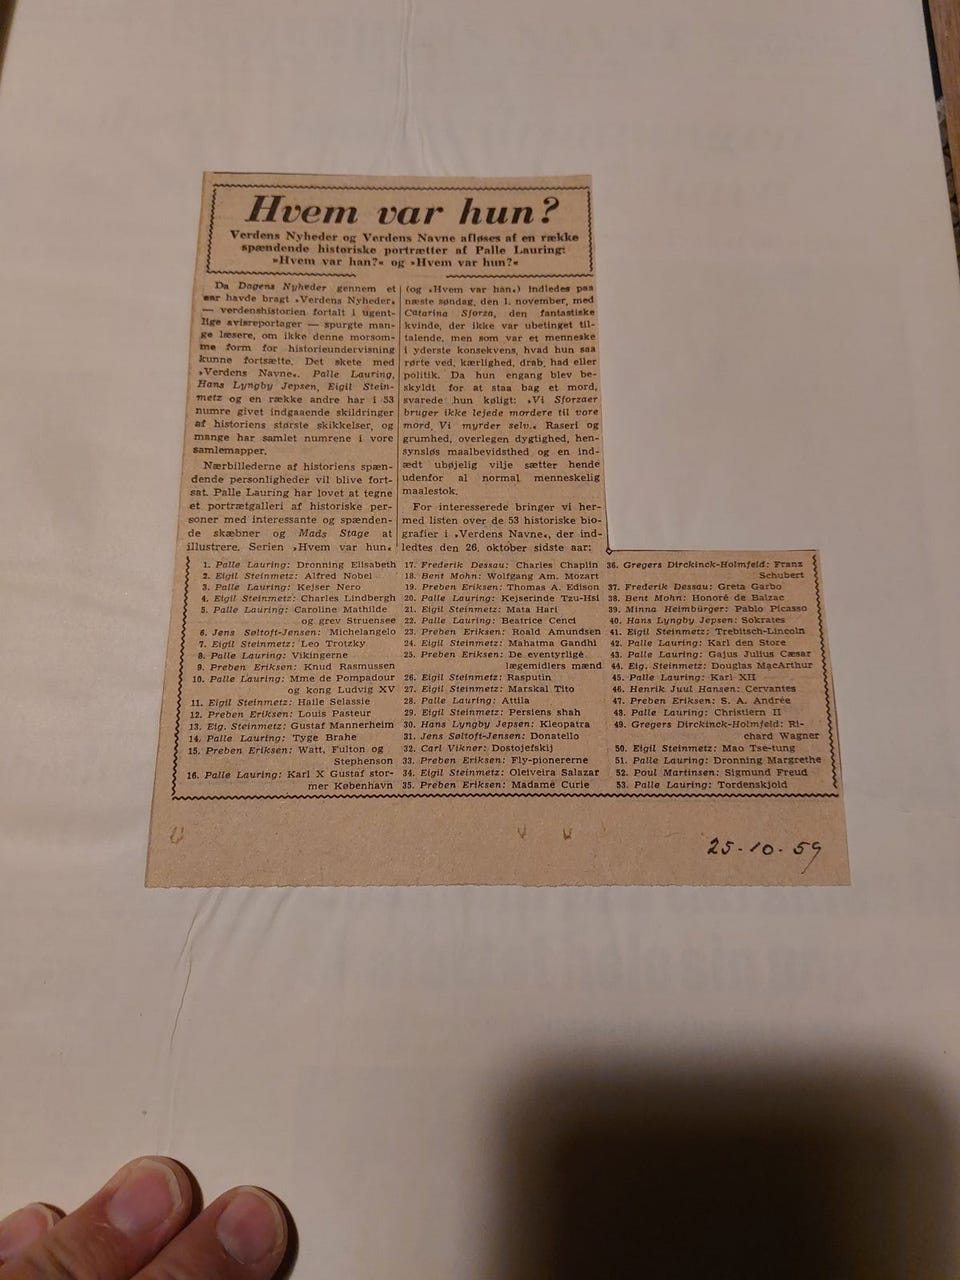 Hvem var hun?
Verdens Nyheder og Verdens Navne afløses af en række
spændende historiske portrætter af Palle Lauring:
»Hvem var han?« og »Hvem var hun?«
Da Dagens Nyheder gennem et
aar havde bragt »Verdens Nyheder«
— verdenshistorien fortalt i ugent-
lige avisreportager — spurgte man-
ge læsere, om ikke denne morsom-
me form for historieundervisning
kunne fortsætte. Det skete med
»Verdens Navne«. Palle Lauring,
Hans Lyngby Jepsen, Eigil Stein-
metz og en række andre har i 53
numre givet indgaaende skildringer
af historiens største skikkelser, og
mange har samlet numrene i vore
samlemapper.
Nærbillederne af historiens spæn-
dende personligheder vil blive fort-
sat. Palle Lauring har lovet at tegne
et portrætgalleri af historiske per-
soner med interessante og spænden-
de skæbner og Mads Stage at
illustrere. Serien »Hvem var hun«
(og »Hvem var han«) indledes paa
næste søndag, den 1. november, med
Catarina Sforza, den fantastiske
kvinde, der ikke var ubetinget til-
talende, men som var et menneske
i yderste konsekvens, hvad hun saa
rørte ved, kærlighed, drab, had eller
politik. Da hun engang blev be-
skyldt for at staa bag et mord,
svarede hun køligt: »Vi Sforzaer
bruger ikke lejede mordere til vore
mord. Vi myrder selv.« Raseri og
grumhed, overlegen dygtighed, hen-
synsløs maalbevidsthed og en ind-
ædt ubøjelig vilje sætter hende
udenfor al normal menneskelig
maalestok.
For interesserede bringer vi her-
med listen over de 53 historiske bio-
grafier i »Verdens Navne«, der ind-
ledtes den 26. oktober sidste aar:
1. Palle Lauring: Dronning Elisabeth
2. Eigil Steinmetz: Alfred Nobel
3. Palle Lauring: Kejser Nero
4. Eigil Steinmetz: Charles Lindbergh
5. Palle Lauring: Caroline Mathilde
og grev Struensee
6. Jens Søltoft-Jensen: Michelangelo
7. Eigil Steinmetz: Leo Trotzky
8. Palle Lauring: Vikingerne
9. Preben Eriksen: Knud Rasmussen
10. Palle Lauring: Mme de Pompadour
og kong Ludvig XV
11. Eigil Steinmetz: Haile Selassie
12. Preben Eriksen: Louis Pasteur
13. Eig. Steinmetz: Gustaf Mannerheim
14. Palle Lauring: Tyge Brahe
15. Preben Eriksen: Watt, Fulton og
Stephenson
16. Palle Lauring: Karl X Gustaf stor-
mer København
17. Frederik Dessau: Charles Chaplin
18. Bent Mohn: Wolfgang Am. Mozart
19. Preben Eriksen: Thomas A. Edison
20. Palle Lauring: Kejserinde Tzu-Hsi
21. Eigil Steinmetz: Mata Hari
22. Palle Lauring: Beatrice Cenci
23. Preben Eriksen: Roald Amundsen
24. Eigil Steinmetz: Mahatma Gandhi
25. Preben Eriksen: De eventyrlige
lægemidlers mænd
26. Eigil Steinmetz: Rasputin
27. Eigil Steinmetz: Marskal Tito
28. Palle Lauring: Attila
29. Eigil Steinmetz: Persiens shah
30. Hans Lyngby Jepsen: Kleopatra
31. Jens Søltoft-Jensen: Donatello
32. Carl Vikner: Dostojefskij
33. Preben Eriksen: Fly-pionererne
34. Eigil Steinmetz: Oleiveira Salazar
35. Preben Eriksen: Madame Curie
36. Gregers Dirckinck-Holmfeld: Franz
Schubert
37. Frederik Dessau: Greta Garbo
38. Bent Mohn: Honoré de Balzac
39. Minna Heimbürger: Pablo Picasso
40. Hans Lyngby Jepsen: Sokrates
41. Eigil Steinmetz: Trebitsch-Lincoln
42. Palle Lauring: Karl den Store
43. Palle Lauring: Gajus Julius Cæsar
44. Eig. Steinmetz: Douglas MacArthur
45. Palle Lauring: Karl XII
46. Henrik Juul Hansen: Cervantes
47. Preben Eriksen: S. A. Andrée
48. Palle Lauring: Christiern II
49. Gregers Dirckinck-Holmfeld: Ri-
chard Wagner
50. Eigil Steinmetz: Mao Tse-tung
51. Palle Lauring: Dronning Margrethe
52. Poul Martinsen: Sigmund Freud
53. Palle Lauring: Tordenskjold
25-10-59